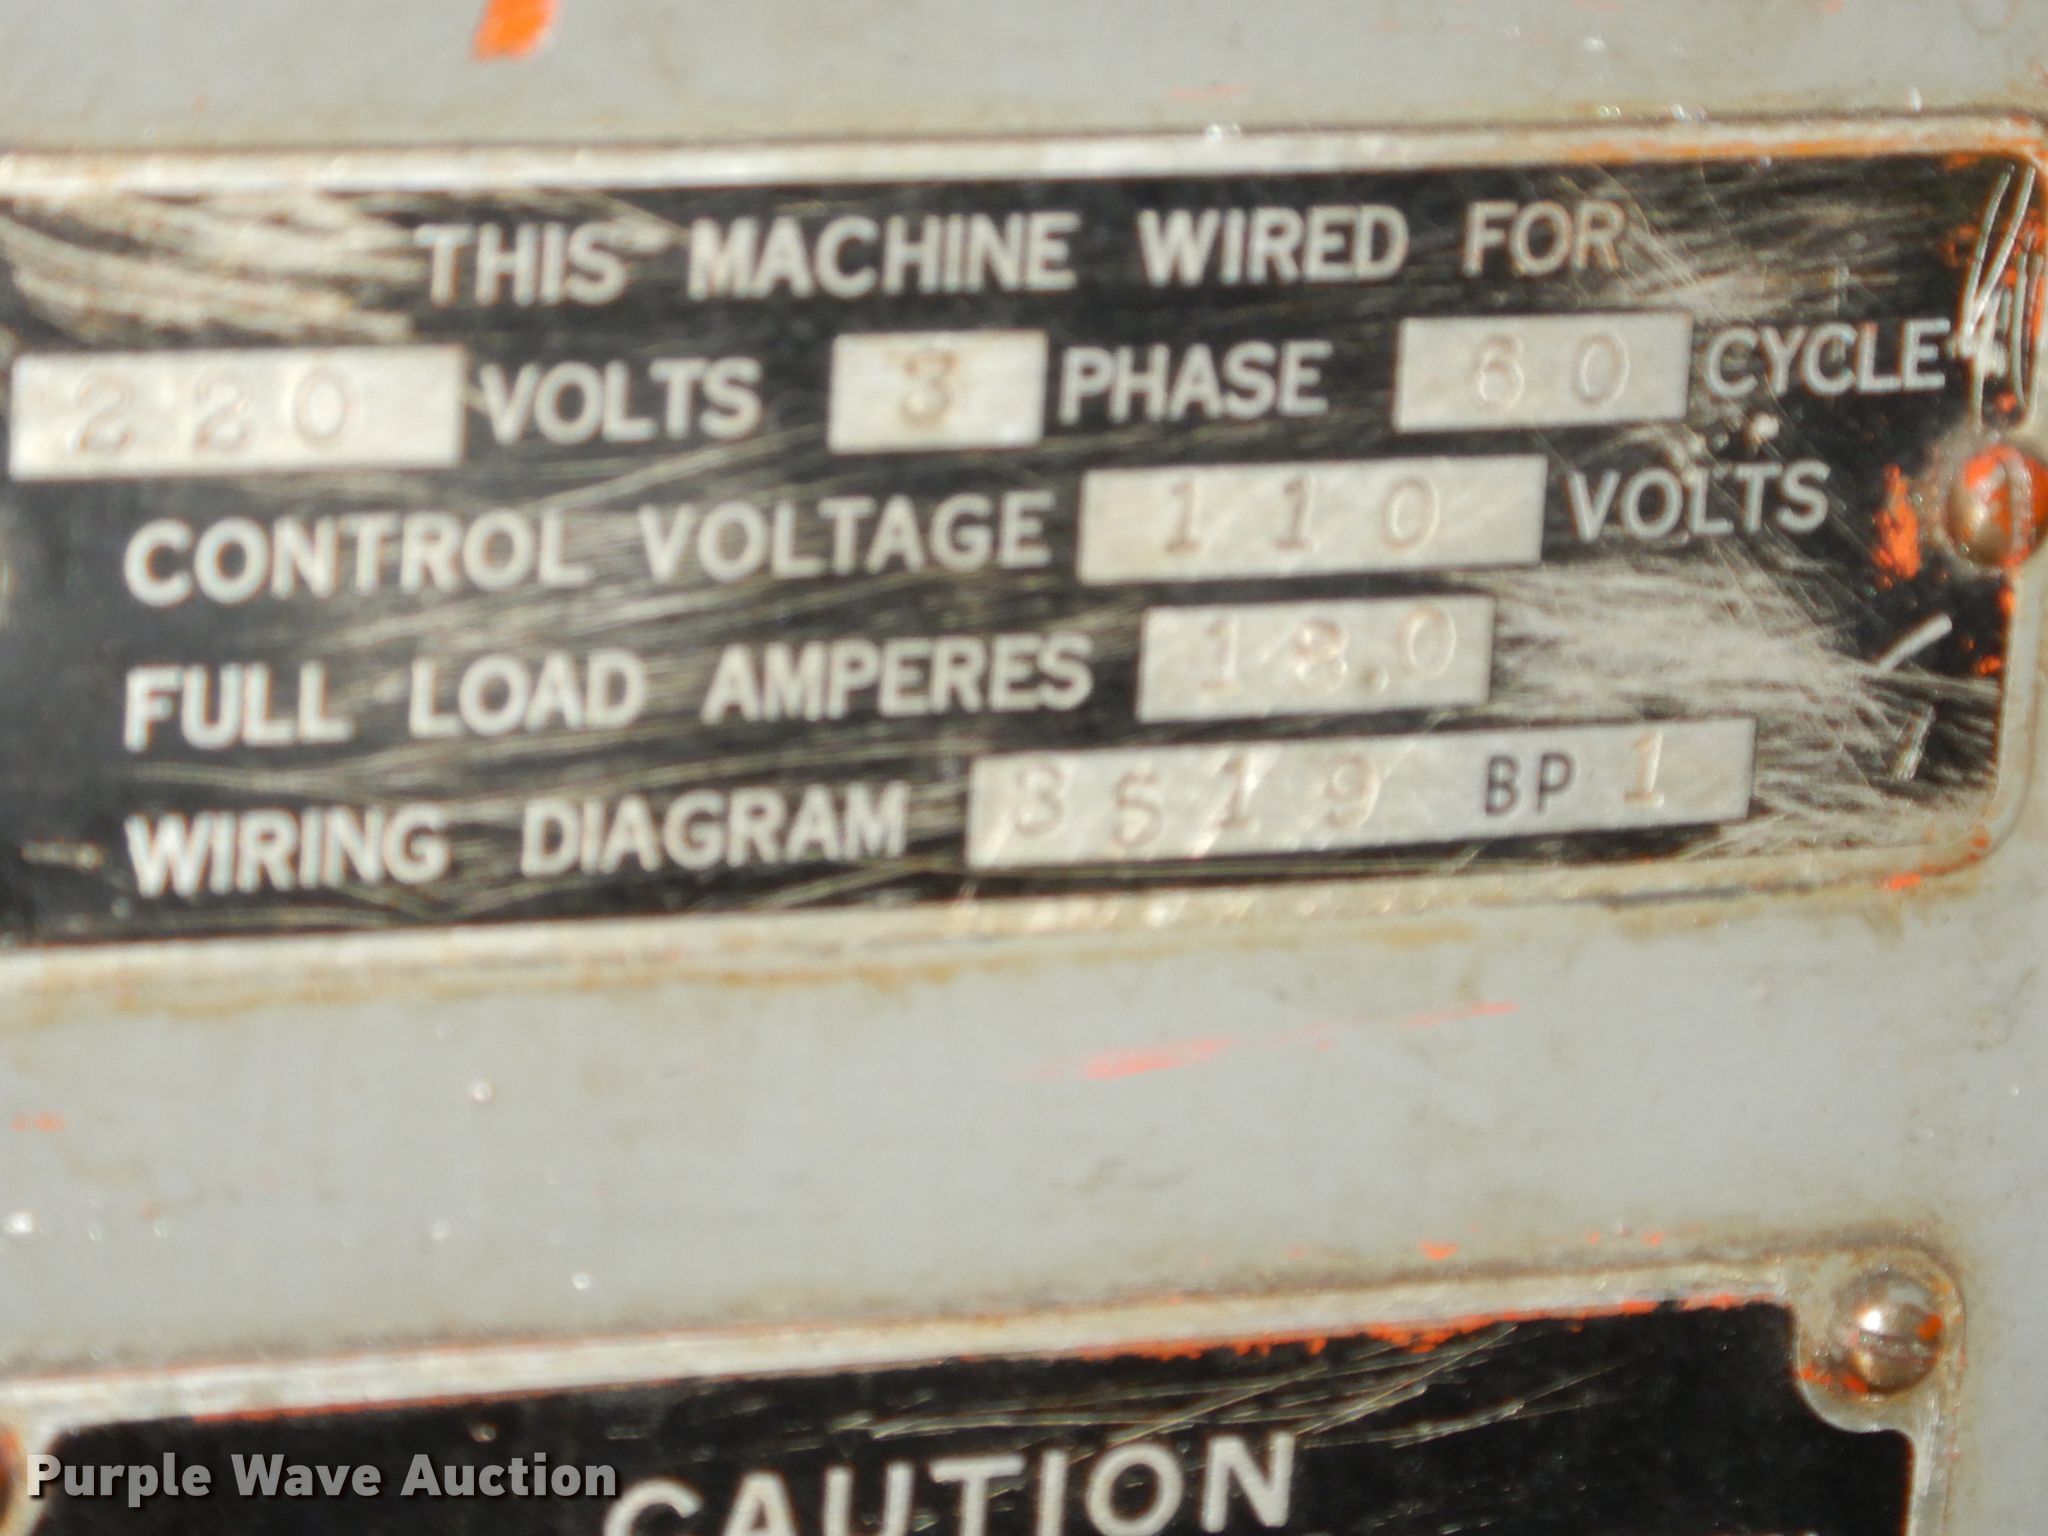 THIS MACHINE WIRED FOR
220 VOLTS 3 PHASE 60 CYCLE
CONTROL VOLTAGE 110 VOLTS
FULL LOAD AMPERES 18.0
WIRING DIAGRAM 3S19 BP 1
CAUTION
Purple Wave Auction